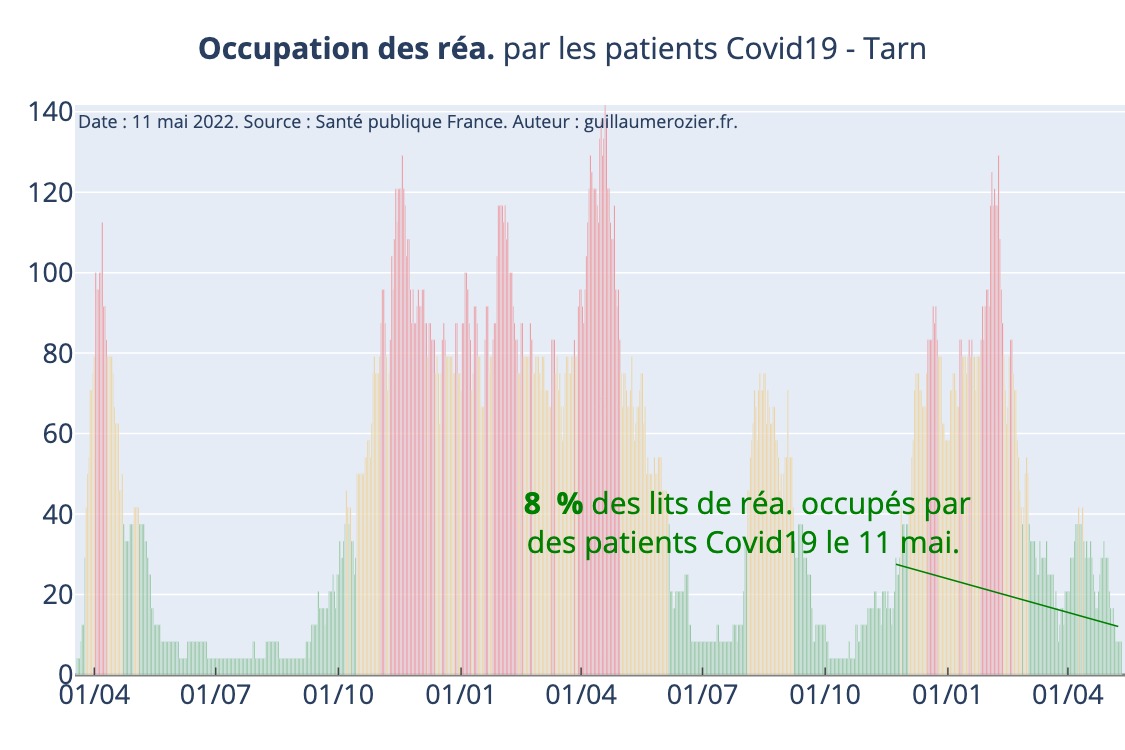 Occupation des réa. par les patients Covid19 - Tarn
140
Date : 11 mai 2022. Source : Santé publique France. Auteur : guillaumerozier.fr.
120
100
80
60
40
8 % des lits de réa. occupés par
des patients Covid19 le 11 mai.
20
0
01/04 01/07 01/10 01/01 01/04 01/07 01/10 01/01 01/04